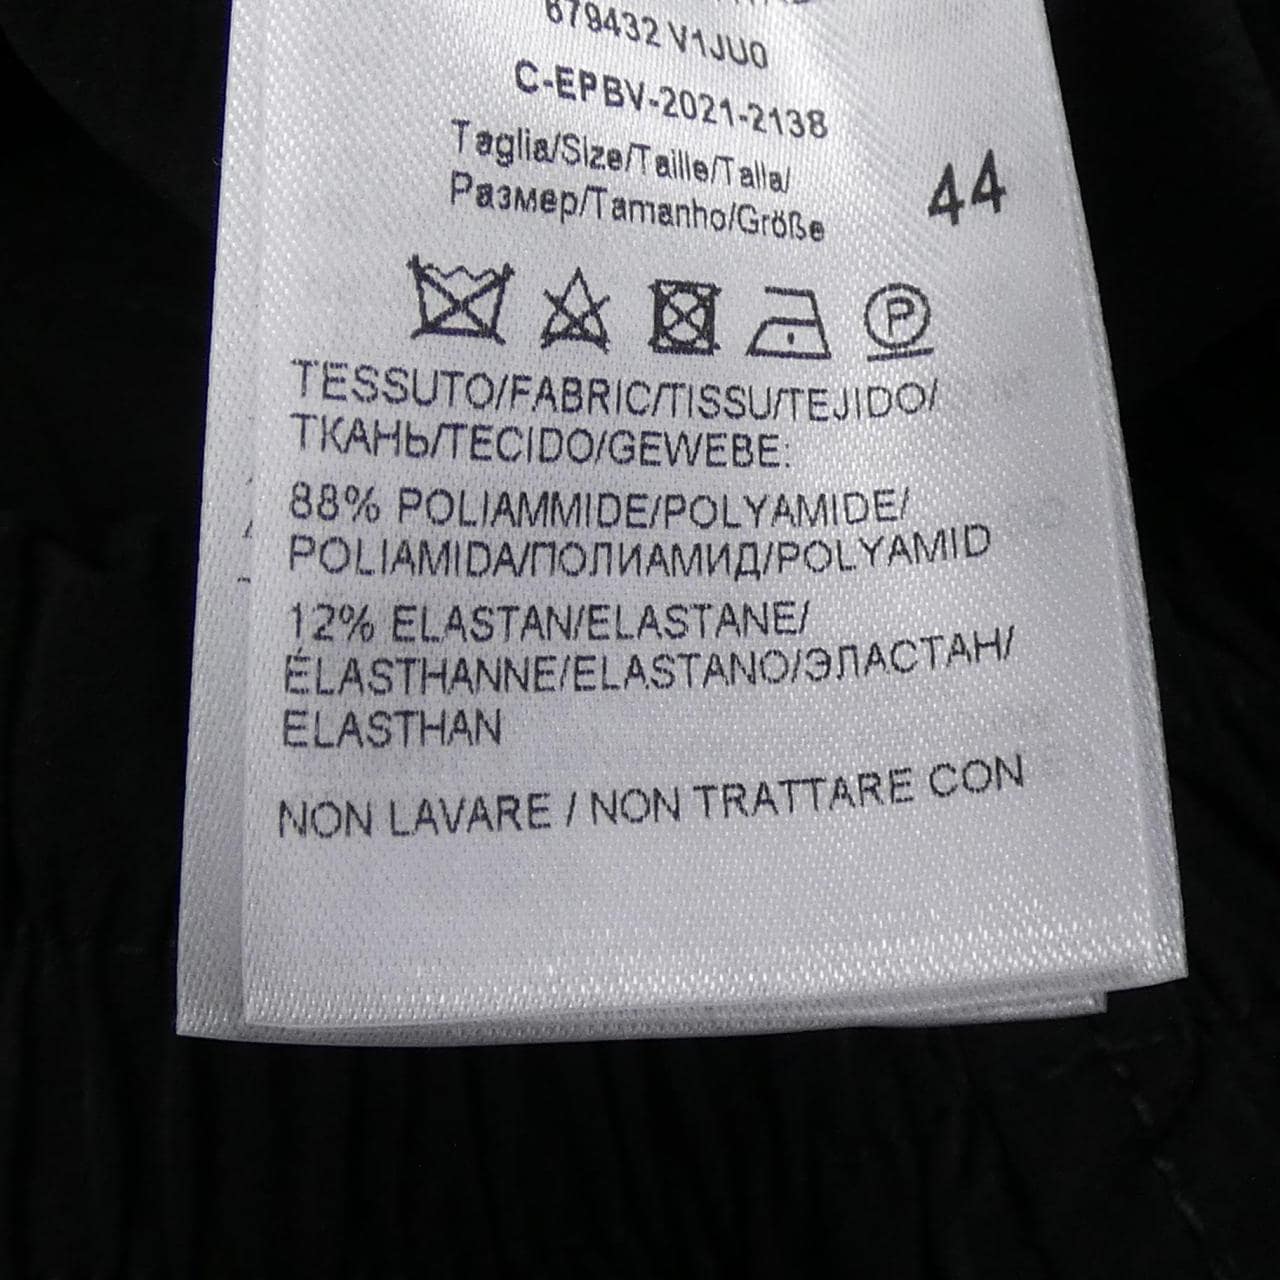 679432 V1JU0
C-EPBV-2021-2138
Taglia/Size/Taille/Talla/
Размер/Tamanho/Größe
44
P
TESSUTO/FABRIC/TISSU/TEJIDO/
ТКАНЬ/TECIDO/GEWEBE:
88% POLIAMMIDE/POLYAMIDE/
POLIAMIDA/ПОЛИАМИД/POLYAMID
12% ELASTAN/ELASTANE/
ÉLASTHANNE/ELASTANO/ЭЛАСТАН/
ELASTHAN
NON LAVARE / NON TRATTARE CON